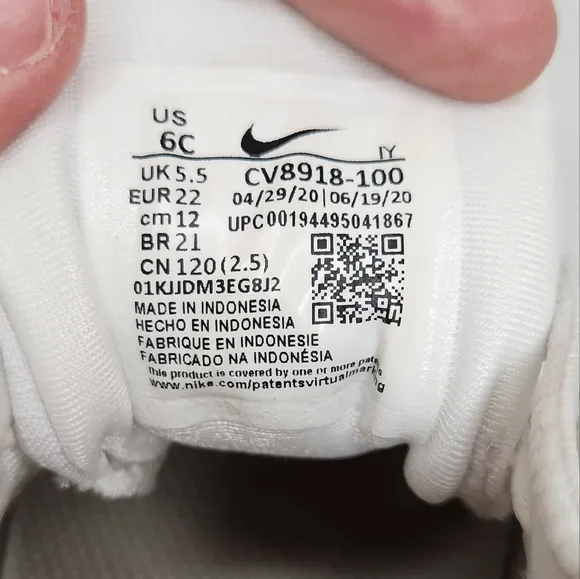 US
6C
IY
UK 5.5
CV8918-100
EUR 22
04/29/20 | 06/19/20
cm 12
UPC00194495041867
BR 21
CN 120 (2.5)
01KJJDM3EG8J2
MADE IN INDONESIA
HECHO EN INDONESIA
FABRIQUE EN INDONESIE
FABRICADO NA INDONÉSIA
This product is covered by one or more
www.nike.com/patentsvirtualmarking